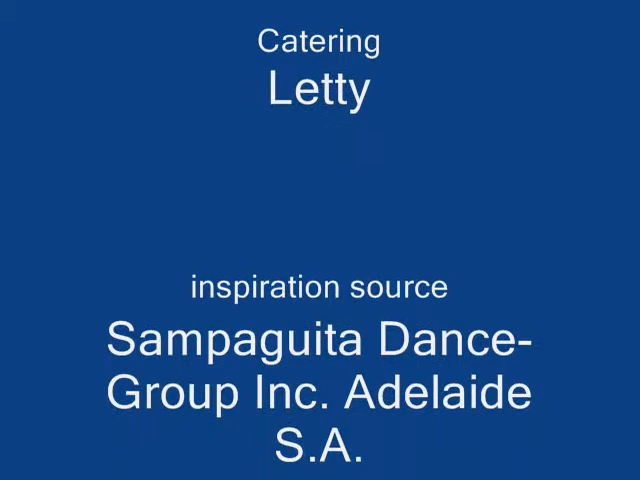 Catering
Letty
inspiration source
Sampaguita Dance-
Group Inc. Adelaide
S.A.